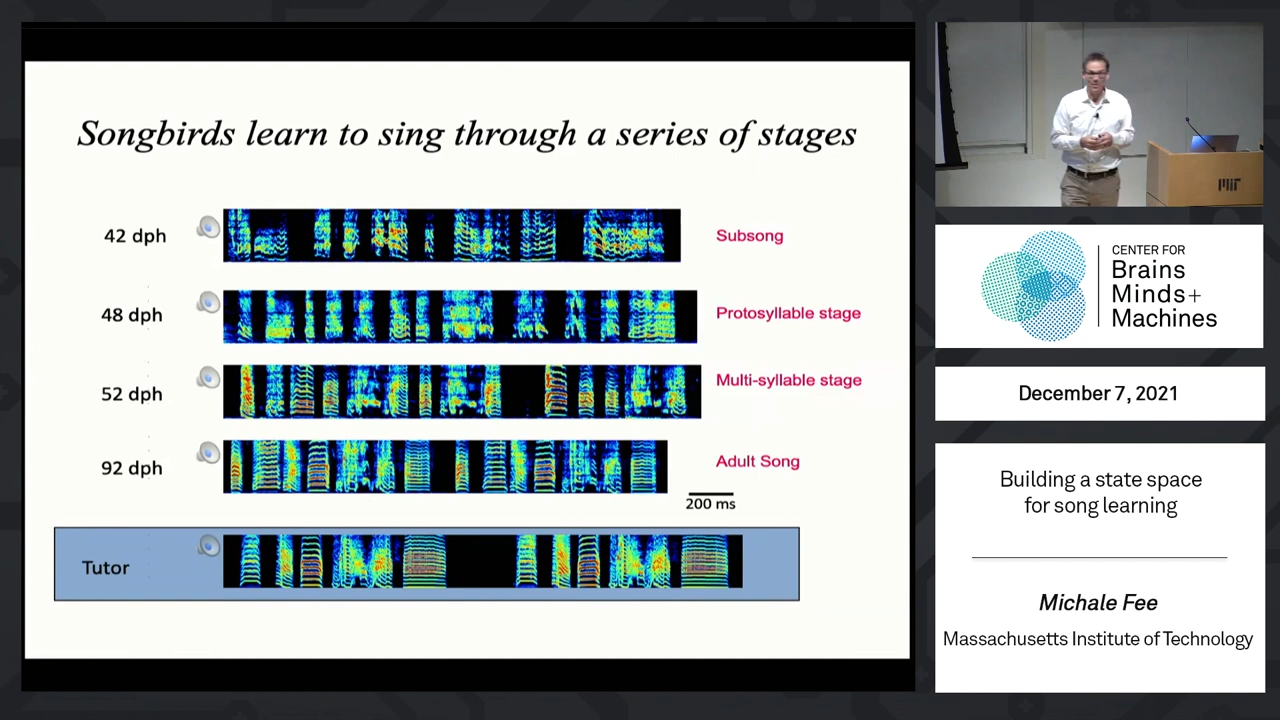 Songbirds learn to sing through a series of stages
42 dph
Subsong
48 dph
Protosyllable stage
52 dph
Multi-syllable stage
92 dph
Adult Song
200 ms
Tutor
MIT
CENTER FOR
Brains
Minds+
Machines
December 7, 2021
Building a state space
for song learning
Michale Fee
Massachusetts Institute of Technology